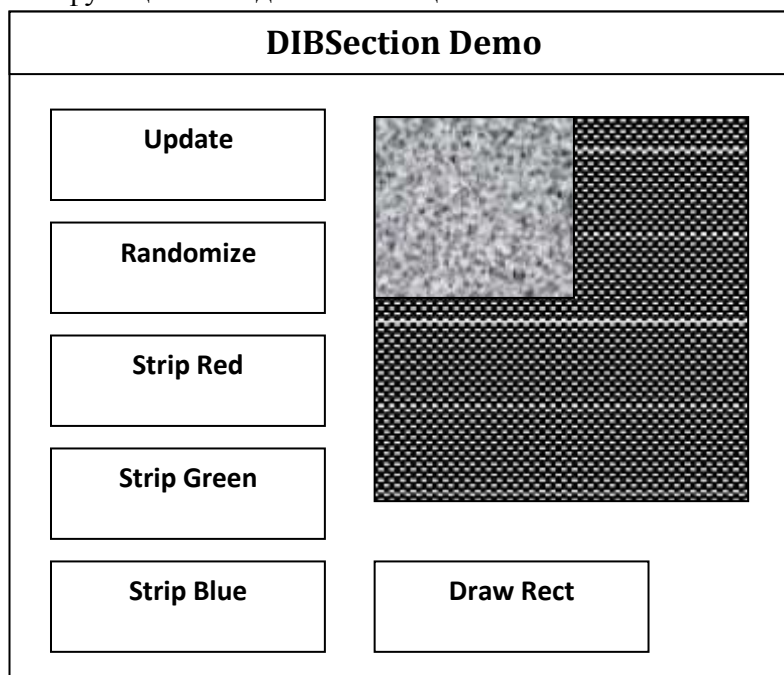 DIBSection Demo
Update
Randomize
Strip Red
Strip Green
Strip Blue
Draw Rect